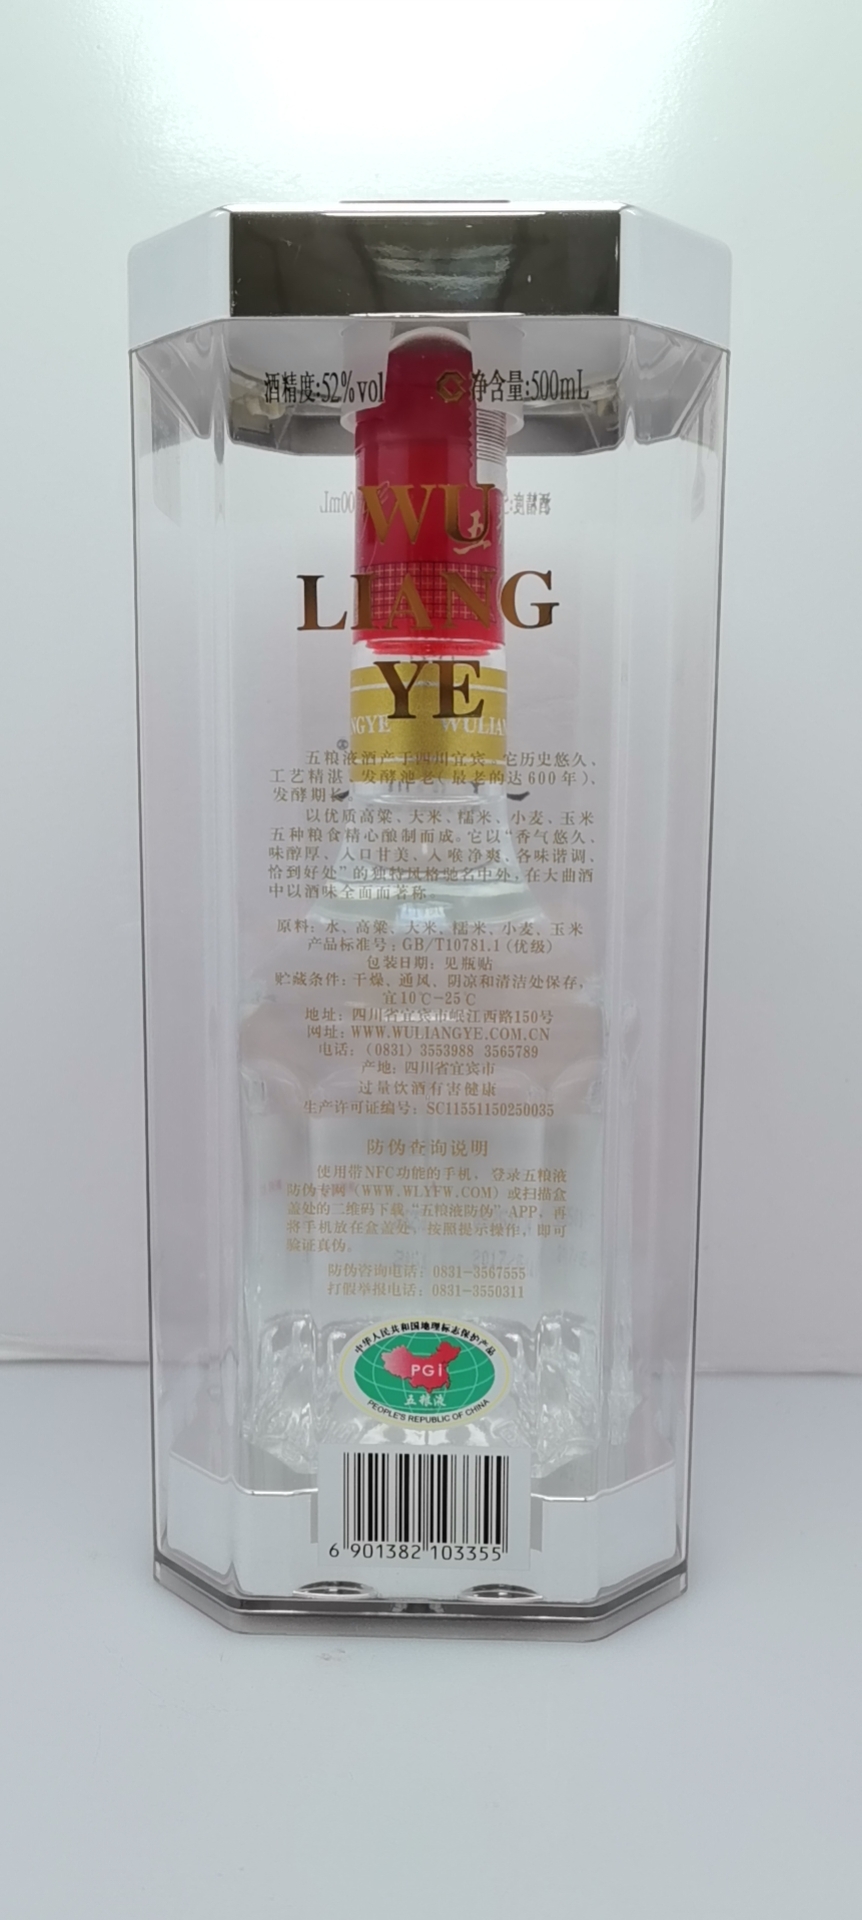 酒精度:52%vol 净含量:500mL
WU
五
LIANG
YE
NGYE WULIAN
五粮液酒产于四川宜宾，它历史悠久、
工艺精湛、发酵池老(最老的达600年)、
发酵期长。
以优质高粱、大米、糯米、小麦、玉米
五种粮食精心酿制而成。它以“香气悠久、
味醇厚、入口甘美、入喉净爽、各味谐调、
恰到好处”的独特风格驰名中外，在大曲酒
中以酒味全面而著称。
原料：水、高粱、大米、糯米、小麦、玉米
产品标准号：GB/T10781.1(优级)
包装日期：见瓶贴
贮藏条件：干燥、通风、阴凉和清洁处保存，
宜10℃-25℃
地址：四川省宜宾市岷江西路150号
网址：WWW.WULIANGYE.COM.CN
电话：(0831) 3553988 3565789
产地：四川省宜宾市
过量饮酒有害健康
生产许可证编号：SC11551150250035
防伪查询说明
使用带NFC功能的手机，登录五粮液
防伪专网(WWW.WLYFW.COM)或扫描盒
盖处的二维码下载“五粮液防伪”APP，再
将手机放在盒盖处，按照提示操作，即可
验证真伪。
防伪咨询电话：0831-3567555
打假举报电话：0831-3550311
中华人民共和国地理标志保护产品
PGI
五粮液
PEOPLE'S REPUBLIC OF CHINA
6 901382 103355